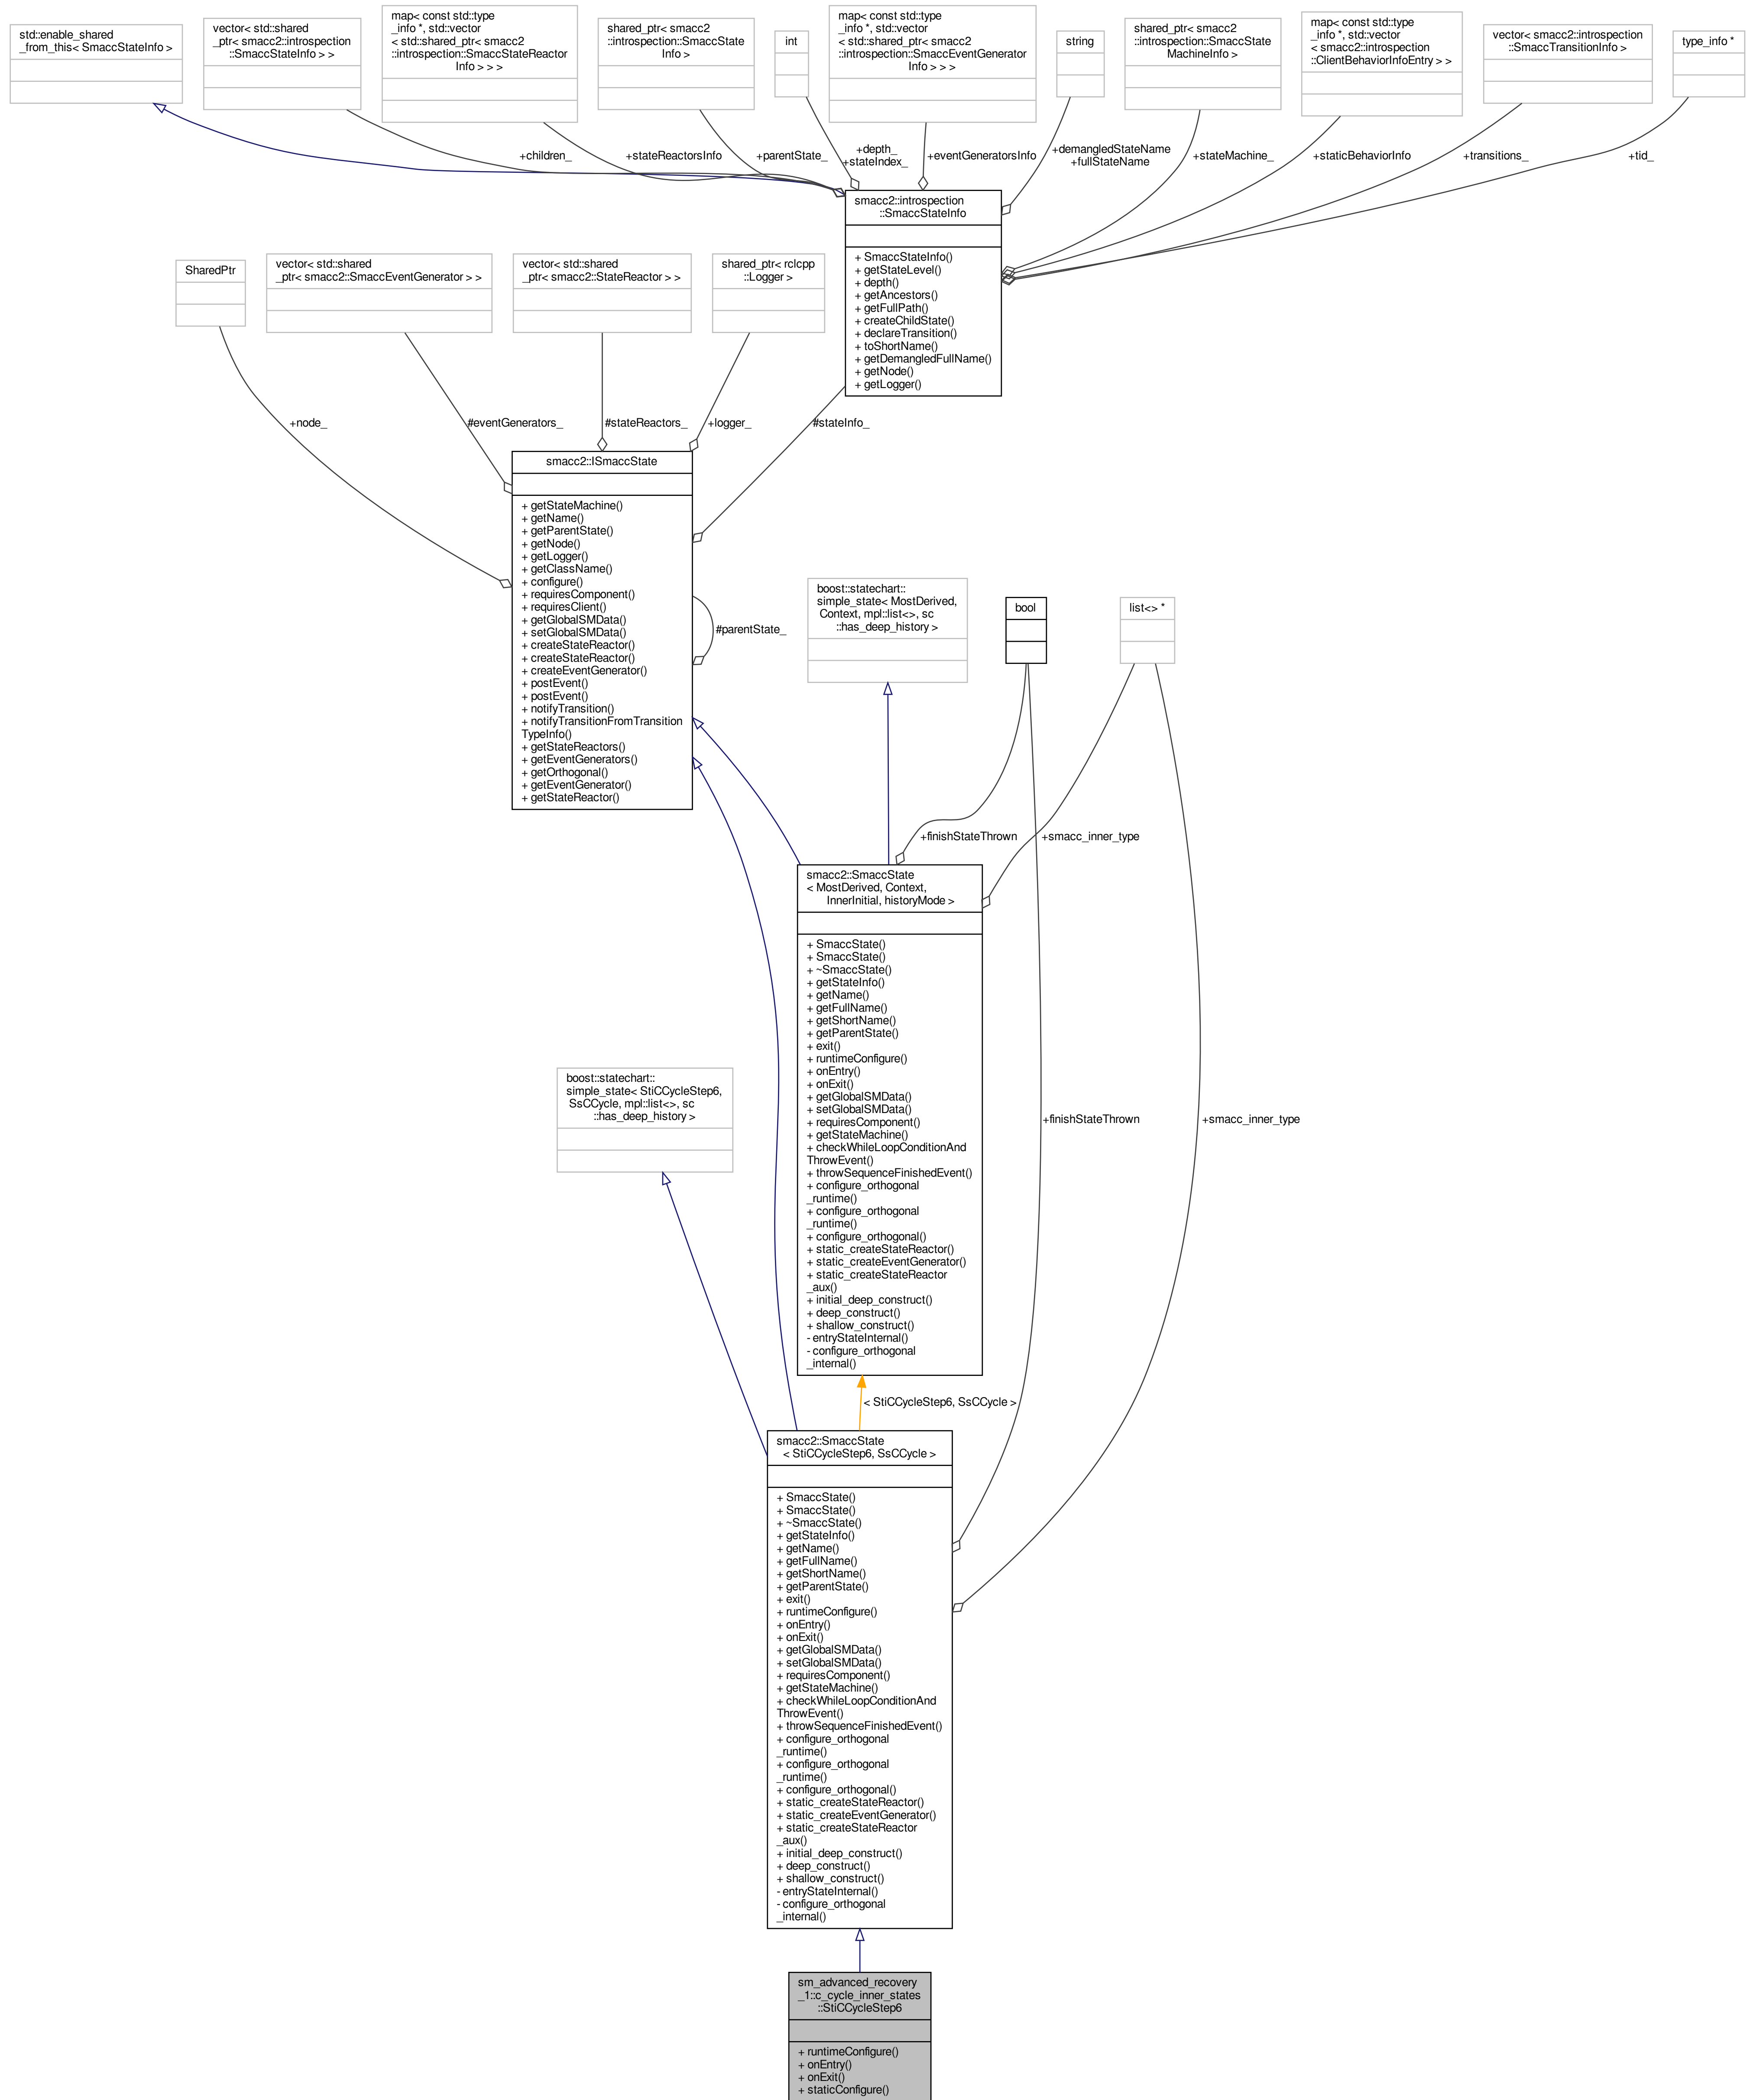 std::enable_shared
_from_this< SmaccStateInfo >
vector< std::shared
_ptr< smacc2::introspection
::SmaccStateInfo > >
map< const std::type
_info *, std::vector
< std::shared_ptr< smacc2
::introspection::SmaccStateReactor
Info > > >
shared_ptr< smacc2
::introspection::SmaccState
Info >
int
map< const std::type
_info *, std::vector
< std::shared_ptr< smacc2
::introspection::SmaccEventGenerator
Info > > >
string
shared_ptr< smacc2
::introspection::SmaccState
MachineInfo >
map< const std::type
_info *, std::vector
< smacc2::introspection
::ClientBehaviorInfoEntry > >
vector< smacc2::introspection
::SmaccTransitionInfo >
type_info *
+children_
+stateReactorsInfo
+parentState_
+depth_
+stateIndex_
+eventGeneratorsInfo
+demangledStateName
+fullStateName
+stateMachine_
+staticBehaviorInfo
+transitions_
+tid_
smacc2::introspection
::SmaccStateInfo
+ SmaccStateInfo()
+ getStateLevel()
+ depth()
+ getAncestors()
+ getFullPath()
+ createChildState()
+ declareTransition()
+ toShortName()
+ getDemangledFullName()
+ getNode()
+ getLogger()
SharedPtr
vector< std::shared
_ptr< smacc2::SmaccEventGenerator > >
vector< std::shared
_ptr< smacc2::StateReactor > >
shared_ptr< rclcpp
::Logger >
+node_
#eventGenerators_
#stateReactors_
+logger_
#stateInfo_
smacc2::ISmaccState
+ getStateMachine()
+ getName()
+ getParentState()
+ getNode()
+ getLogger()
+ getClassName()
+ configure()
+ requiresComponent()
+ requiresClient()
+ getGlobalSMData()
+ setGlobalSMData()
+ createStateReactor()
+ createStateReactor()
+ createEventGenerator()
+ postEvent()
+ postEvent()
+ notifyTransition()
+ notifyTransitionFromTransition
TypeInfo()
+ getStateReactors()
+ getEventGenerators()
+ getOrthogonal()
+ getEventGenerator()
+ getStateReactor()
#parentState_
boost::statechart::
simple_state< MostDerived,
Context, mpl::list<>, sc
::has_deep_history >
bool
list<> *
+finishStateThrown
+smacc_inner_type
smacc2::SmaccState
< MostDerived, Context,
InnerInitial, historyMode >
+ SmaccState()
+ SmaccState()
+ ~SmaccState()
+ getStateInfo()
+ getName()
+ getFullName()
+ getShortName()
+ getParentState()
+ exit()
+ runtimeConfigure()
+ onEntry()
+ onExit()
+ getGlobalSMData()
+ setGlobalSMData()
+ requiresComponent()
+ getStateMachine()
+ checkWhileLoopConditionAnd
ThrowEvent()
+ throwSequenceFinishedEvent()
+ configure_orthogonal
_runtime()
+ configure_orthogonal
_runtime()
+ configure_orthogonal()
+ static_createStateReactor()
+ static_createEventGenerator()
+ static_createStateReactor
_aux()
+ initial_deep_construct()
+ deep_construct()
+ shallow_construct()
- entryStateInternal()
- configure_orthogonal
_internal()
boost::statechart::
simple_state< StiCCycleStep6,
SsCCycle, mpl::list<>, sc
::has_deep_history >
+finishStateThrown
+smacc_inner_type
< StiCCycleStep6, SsCCycle >
smacc2::SmaccState
< StiCCycleStep6, SsCCycle >
+ SmaccState()
+ SmaccState()
+ ~SmaccState()
+ getStateInfo()
+ getName()
+ getFullName()
+ getShortName()
+ getParentState()
+ exit()
+ runtimeConfigure()
+ onEntry()
+ onExit()
+ getGlobalSMData()
+ setGlobalSMData()
+ requiresComponent()
+ getStateMachine()
+ checkWhileLoopConditionAnd
ThrowEvent()
+ throwSequenceFinishedEvent()
+ configure_orthogonal
_runtime()
+ configure_orthogonal
_runtime()
+ configure_orthogonal()
+ static_createStateReactor()
+ static_createEventGenerator()
+ static_createStateReactor
_aux()
+ initial_deep_construct()
+ deep_construct()
+ shallow_construct()
- entryStateInternal()
- configure_orthogonal
_internal()
sm_advanced_recovery
_1::c_cycle_inner_states
::StiCCycleStep6
+ runtimeConfigure()
+ onEntry()
+ onExit()
+ staticConfigure()